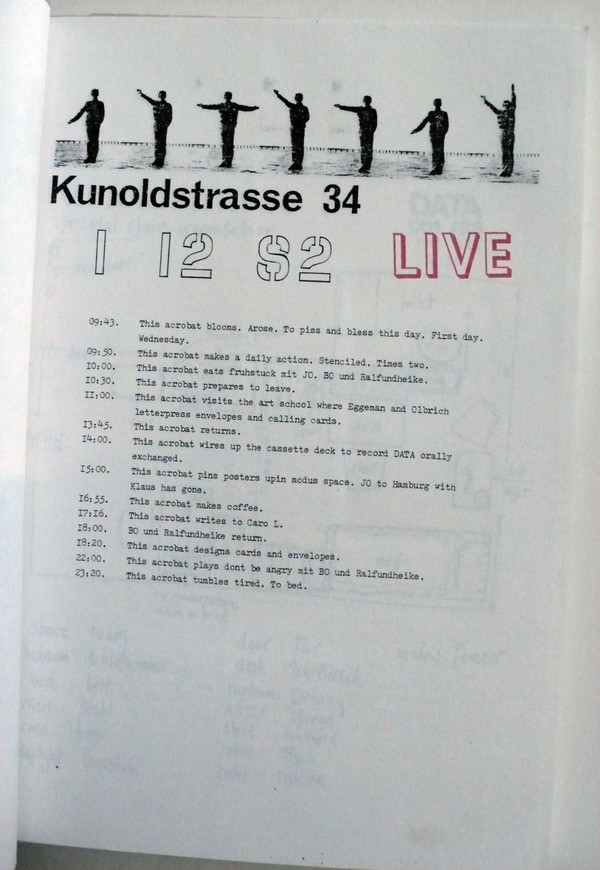 Kunoldstrasse 34
I I2 82 LIVE
09:43. This acrobat blooms. Arose. To piss and bless this day. First day.
Wednesday.
09:50. This acrobat makes a daily action. Stenciled. Times two.
I0:00. This acrobat eats fruhstuck mit JO. BO und Ralfundheike.
I0:30. This acrobat prepares to leave.
II:00. This acrobat visits the art school where Eggeman and Olbrich
letterpress envelopes and calling cards.
I3:45. This acrobat returns.
I4:00. This acrobat wires up the cassette deck to record DATA orally
exchanged.
I5:00. This acrobat pins posters upin modus space. JO to Hamburg with
Klaus has gone.
I6:55. This acrobat makes coffee.
I7:I6. This acrobat writes to Caro L.
I8:00. BO und Ralfundheike return.
I8:20. This acrobat designs cards and envelopes.
22:00. This acrobat plays dont be angry mit BO und Ralfundheike.
23:20. This acrobat tumbles tired. To bed.